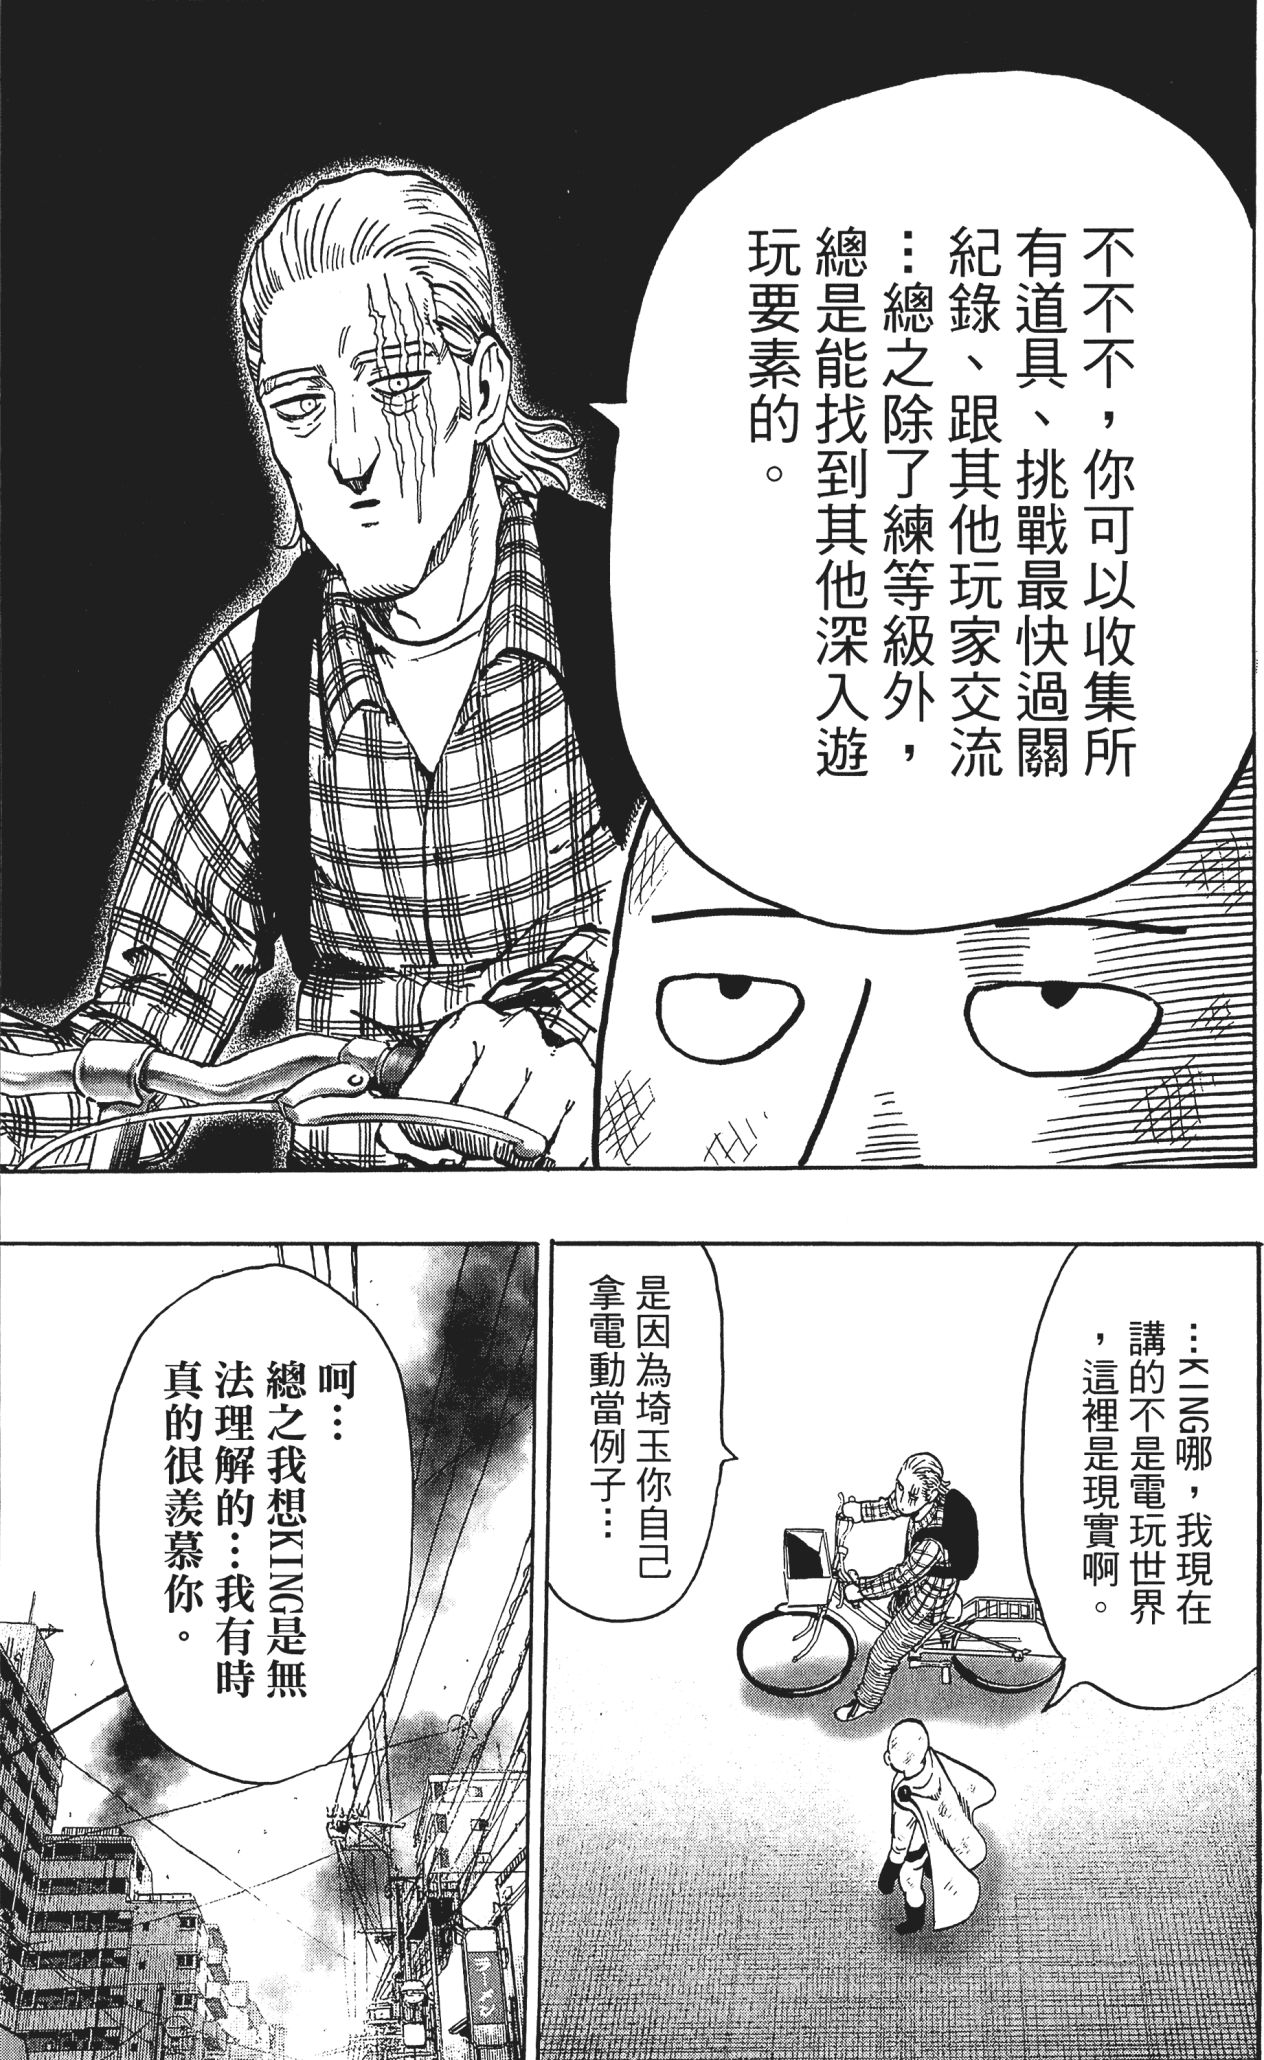 不不不，你可以收集所
有道具、挑戰最快過關
紀錄、跟其他玩家交流
…總之除了練等級外，
總是能找到其他深入遊
玩要素的。
…KING哪，我現在
講的不是電玩世界
，這裡是現實啊。
是因為埼玉你自己
拿電動當例子…
呵…
總之我想KING是無
法理解的…我有時
真的很羨慕你。
ラーメン